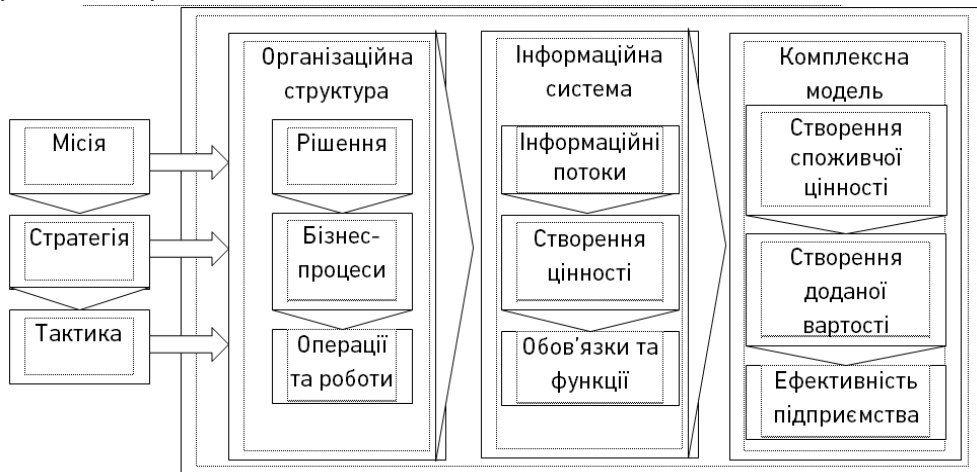 Місія
Стратегія
Тактика
Організаційна
структура
Рішення
Бізнес-
процеси
Операції
та роботи
Інформаційна
система
Інформаційні
потоки
Створення
цінності
Обов’язки та
функції
Комплексна
модель
Створення
споживчої
цінності
Створення
доданої
вартості
Ефективність
підприємства